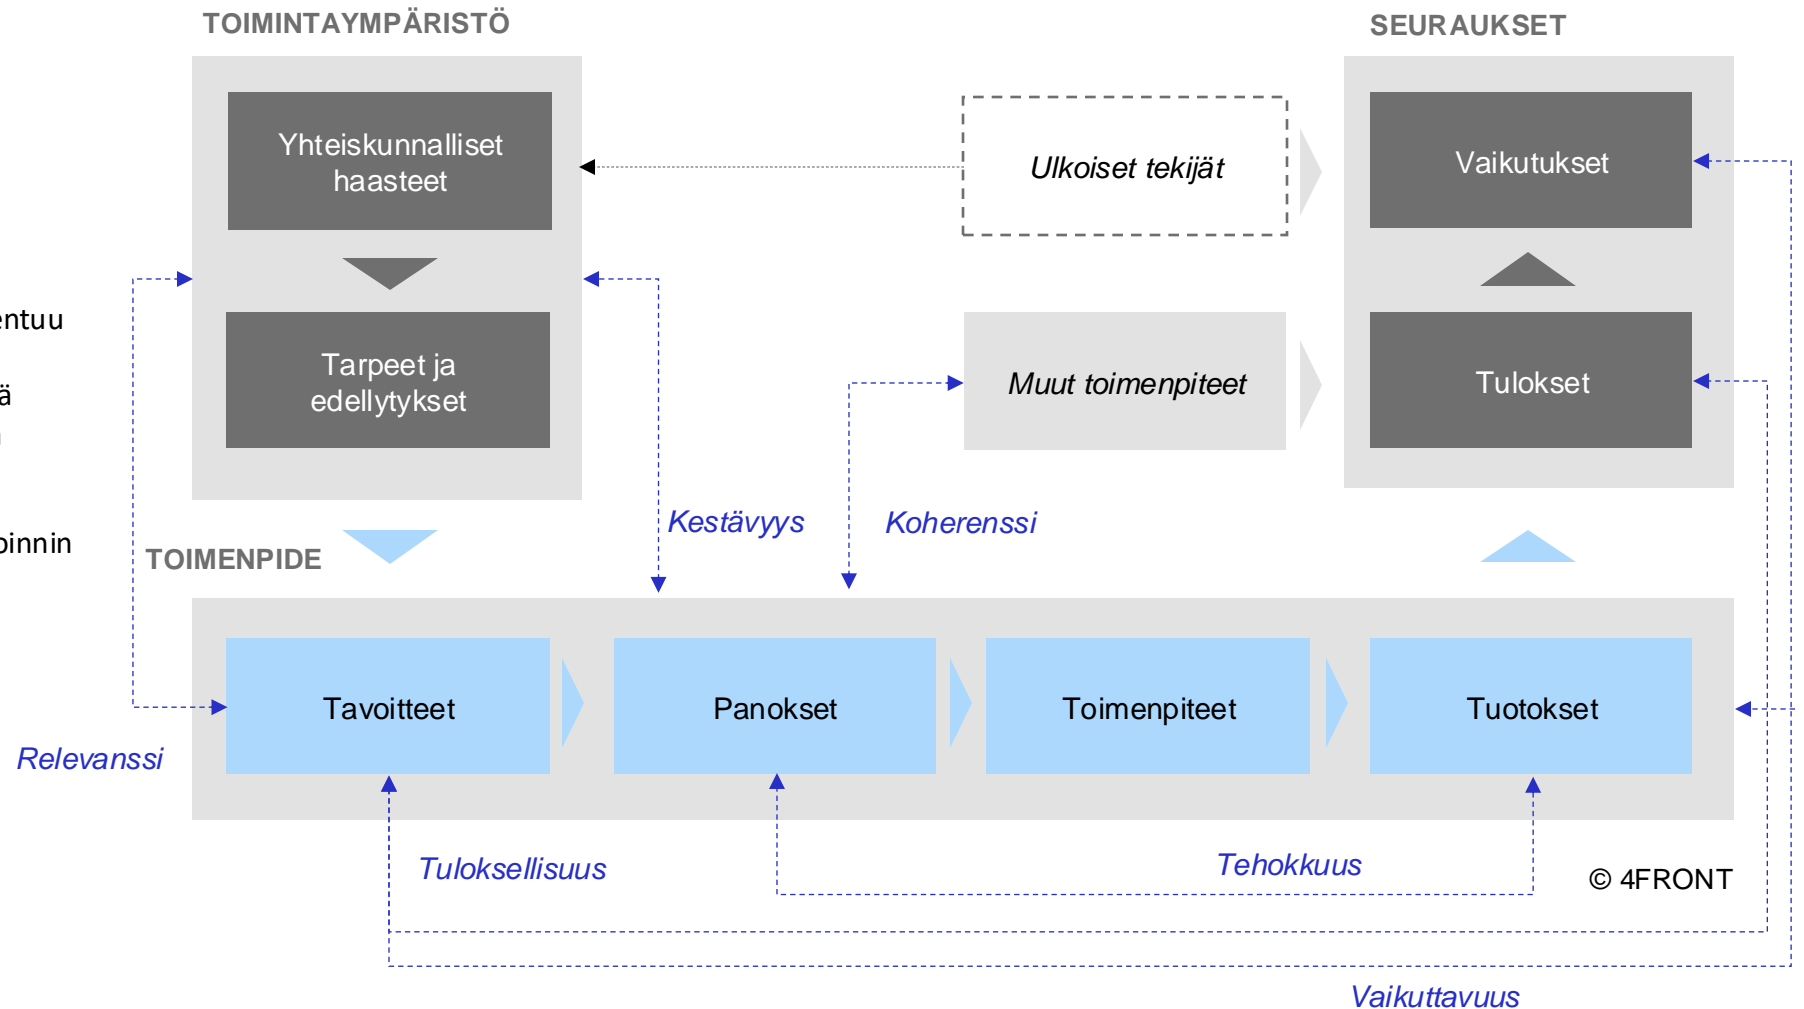 TOIMINTAYMPÄRISTÖ
SEURAUKSET
Yhteiskunnalliset
haasteet
Ulkoiset tekijät
Vaikutukset
Tarpeet ja
edellytykset
Muut toimenpiteet
Tulokset
Kestävyys
Koherenssi
oinnin
TOIMENPIDE
Tavoitteet
Panokset
Toimenpiteet
Tuotokset
Relevanssi
Tuloksellisuus
Tehokkuus
© 4FRONT
Vaikuttavuus